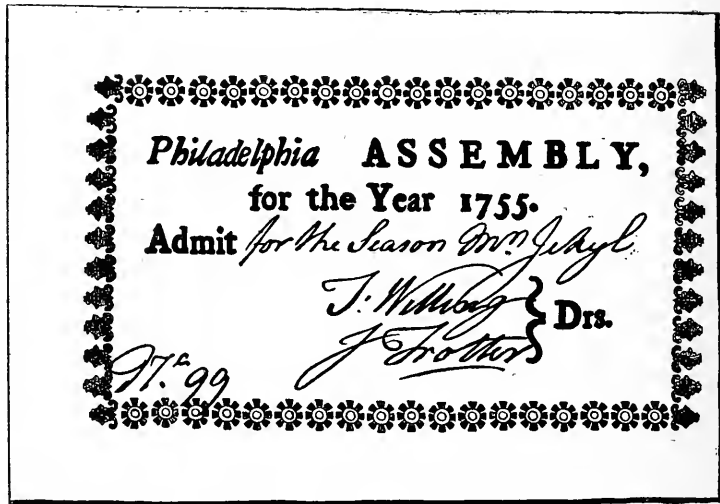 Philadelphia ASSEMBLY,
for the Year 1755.
Admit for the Season Mrs Jekyl
T: Willing
J Trotter } Drs.
No. 99